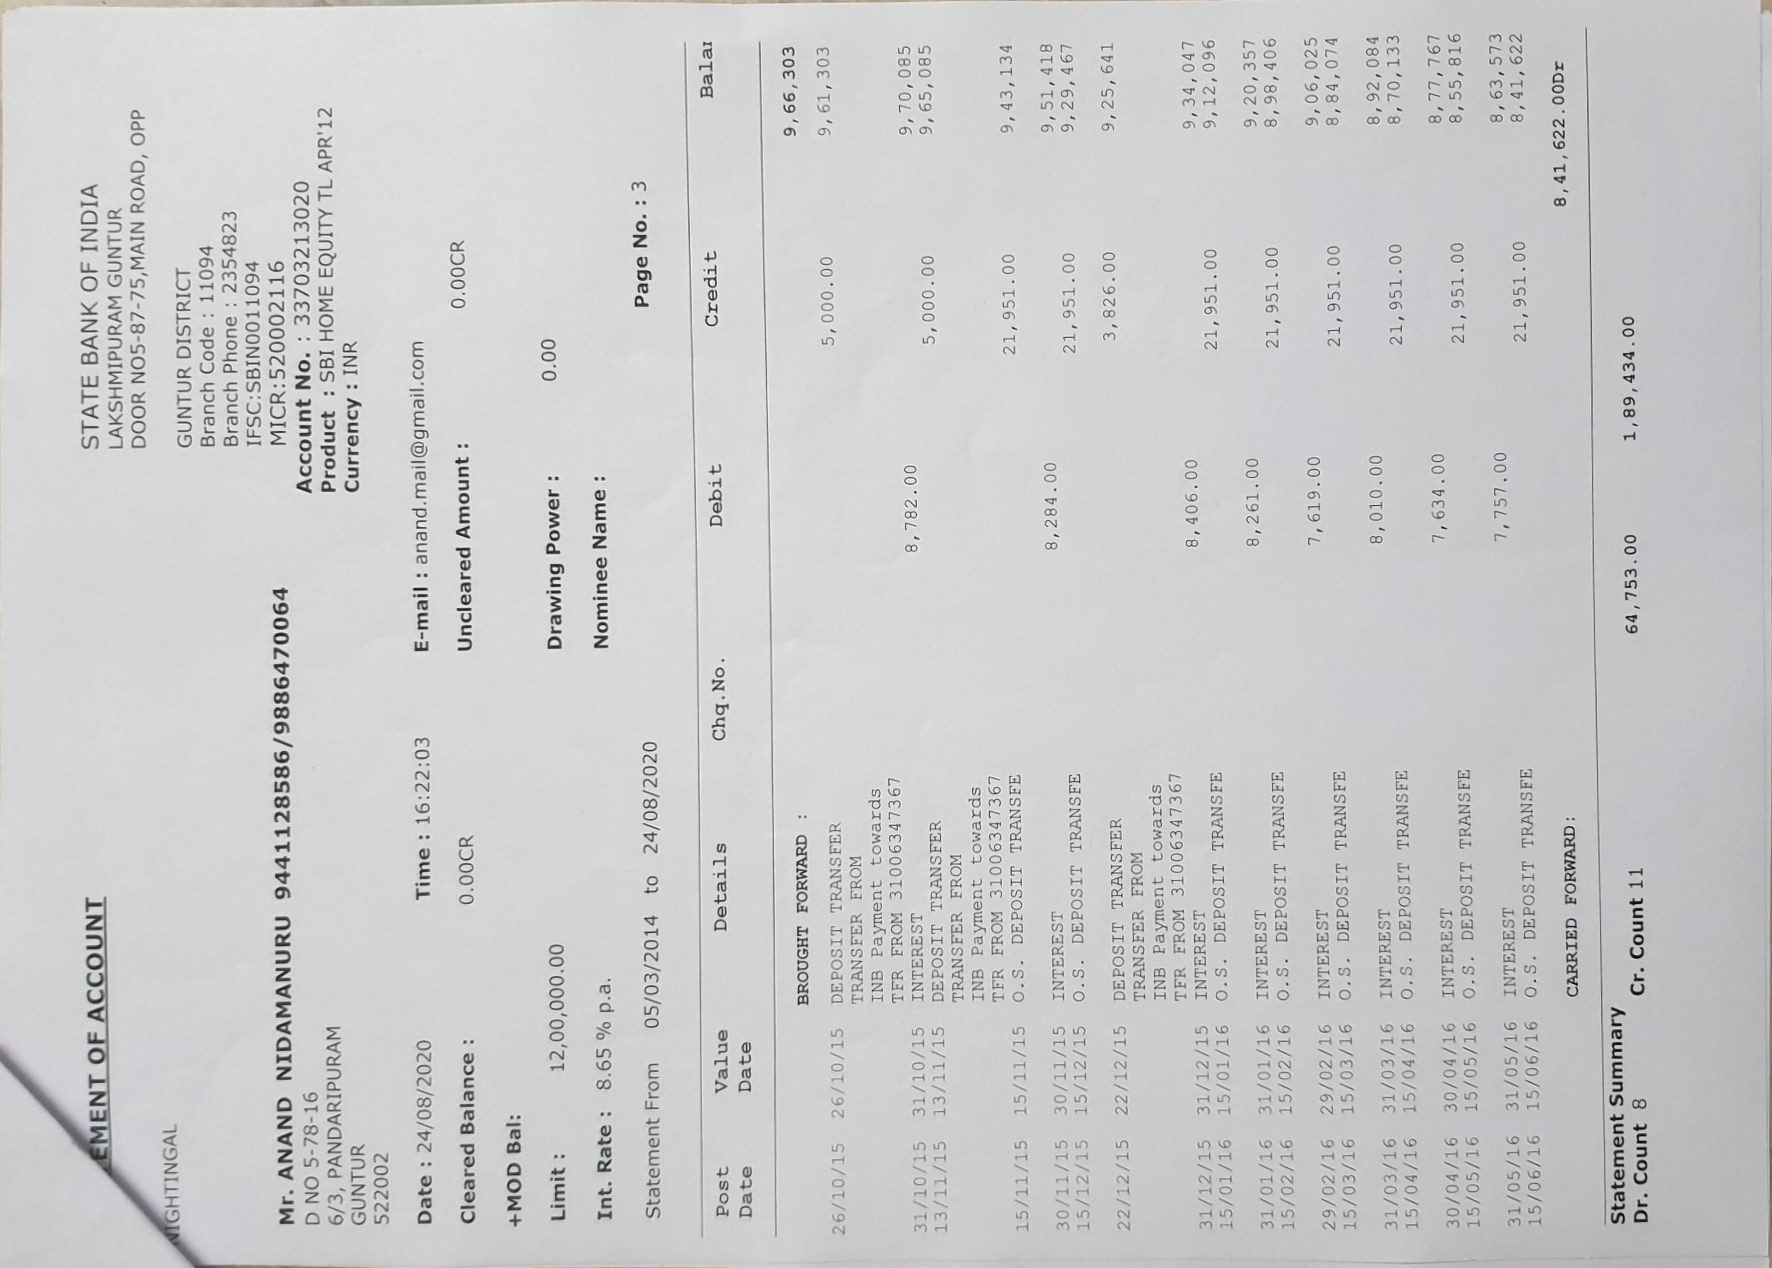 EMENT OF ACCOUNT
STATE BANK OF INDIA
LAKSHMIPURAM GUNTUR
DOOR NO5-87-75,MAIN ROAD, OPP
NIGHTINGAL
GUNTUR DISTRICT
Branch Code : 11094
Branch Phone : 2354823
IFSC:SBIN0011094
MICR:520002116
Mr. ANAND NIDAMANURU 9441128586/9886470064
D NO 5-78-16
6/3, PANDARIPURAM
GUNTUR
522002
Account No. : 33703213020
Product : SBI HOME EQUITY TL APR'12
Currency : INR
Date : 24/08/2020 Time : 16:22:03 E-mail : anand.mail@gmail.com
Cleared Balance : 0.00CR Uncleared Amount : 0.00CR
+MOD Bal:
Limit : 12,00,000.00 Drawing Power : 0.00
Int. Rate : 8.65 % p.a. Nominee Name :
Statement From 05/03/2014 to 24/08/2020 Page No. : 3
Post Value Details Chq.No. Debit Credit Balan
Date Date
BROUGHT FORWARD : 9,66,303
26/10/15 26/10/15 DEPOSIT TRANSFER 5,000.00 9,61,303
TRANSFER FROM
INB Payment towards
TFR FROM 31006347367
31/10/15 31/10/15 INTEREST 8,782.00 9,70,085
13/11/15 13/11/15 DEPOSIT TRANSFER 5,000.00 9,65,085
TRANSFER FROM
INB Payment towards
TFR FROM 31006347367
15/11/15 15/11/15 O.S. DEPOSIT TRANSFE 21,951.00 9,43,134
30/11/15 30/11/15 INTEREST 8,284.00 9,51,418
15/12/15 15/12/15 O.S. DEPOSIT TRANSFE 21,951.00 9,29,467
22/12/15 22/12/15 DEPOSIT TRANSFER 3,826.00 9,25,641
TRANSFER FROM
INB Payment towards
TFR FROM 31006347367
31/12/15 31/12/15 INTEREST 8,406.00 9,34,047
15/01/16 15/01/16 O.S. DEPOSIT TRANSFE 21,951.00 9,12,096
31/01/16 31/01/16 INTEREST 8,261.00 9,20,357
15/02/16 15/02/16 O.S. DEPOSIT TRANSFE 21,951.00 8,98,406
29/02/16 29/02/16 INTEREST 7,619.00 9,06,025
15/03/16 15/03/16 O.S. DEPOSIT TRANSFE 21,951.00 8,84,074
31/03/16 31/03/16 INTEREST 8,010.00 8,92,084
15/04/16 15/04/16 O.S. DEPOSIT TRANSFE 21,951.00 8,70,133
30/04/16 30/04/16 INTEREST 7,634.00 8,77,767
15/05/16 15/05/16 O.S. DEPOSIT TRANSFE 21,951.00 8,55,816
31/05/16 31/05/16 INTEREST 7,757.00 8,63,573
15/06/16 15/06/16 O.S. DEPOSIT TRANSFE 21,951.00 8,41,622
CARRIED FORWARD: 8,41,622.00Dr
Statement Summary
Dr. Count 8 Cr. Count 11 64,753.00 1,89,434.00